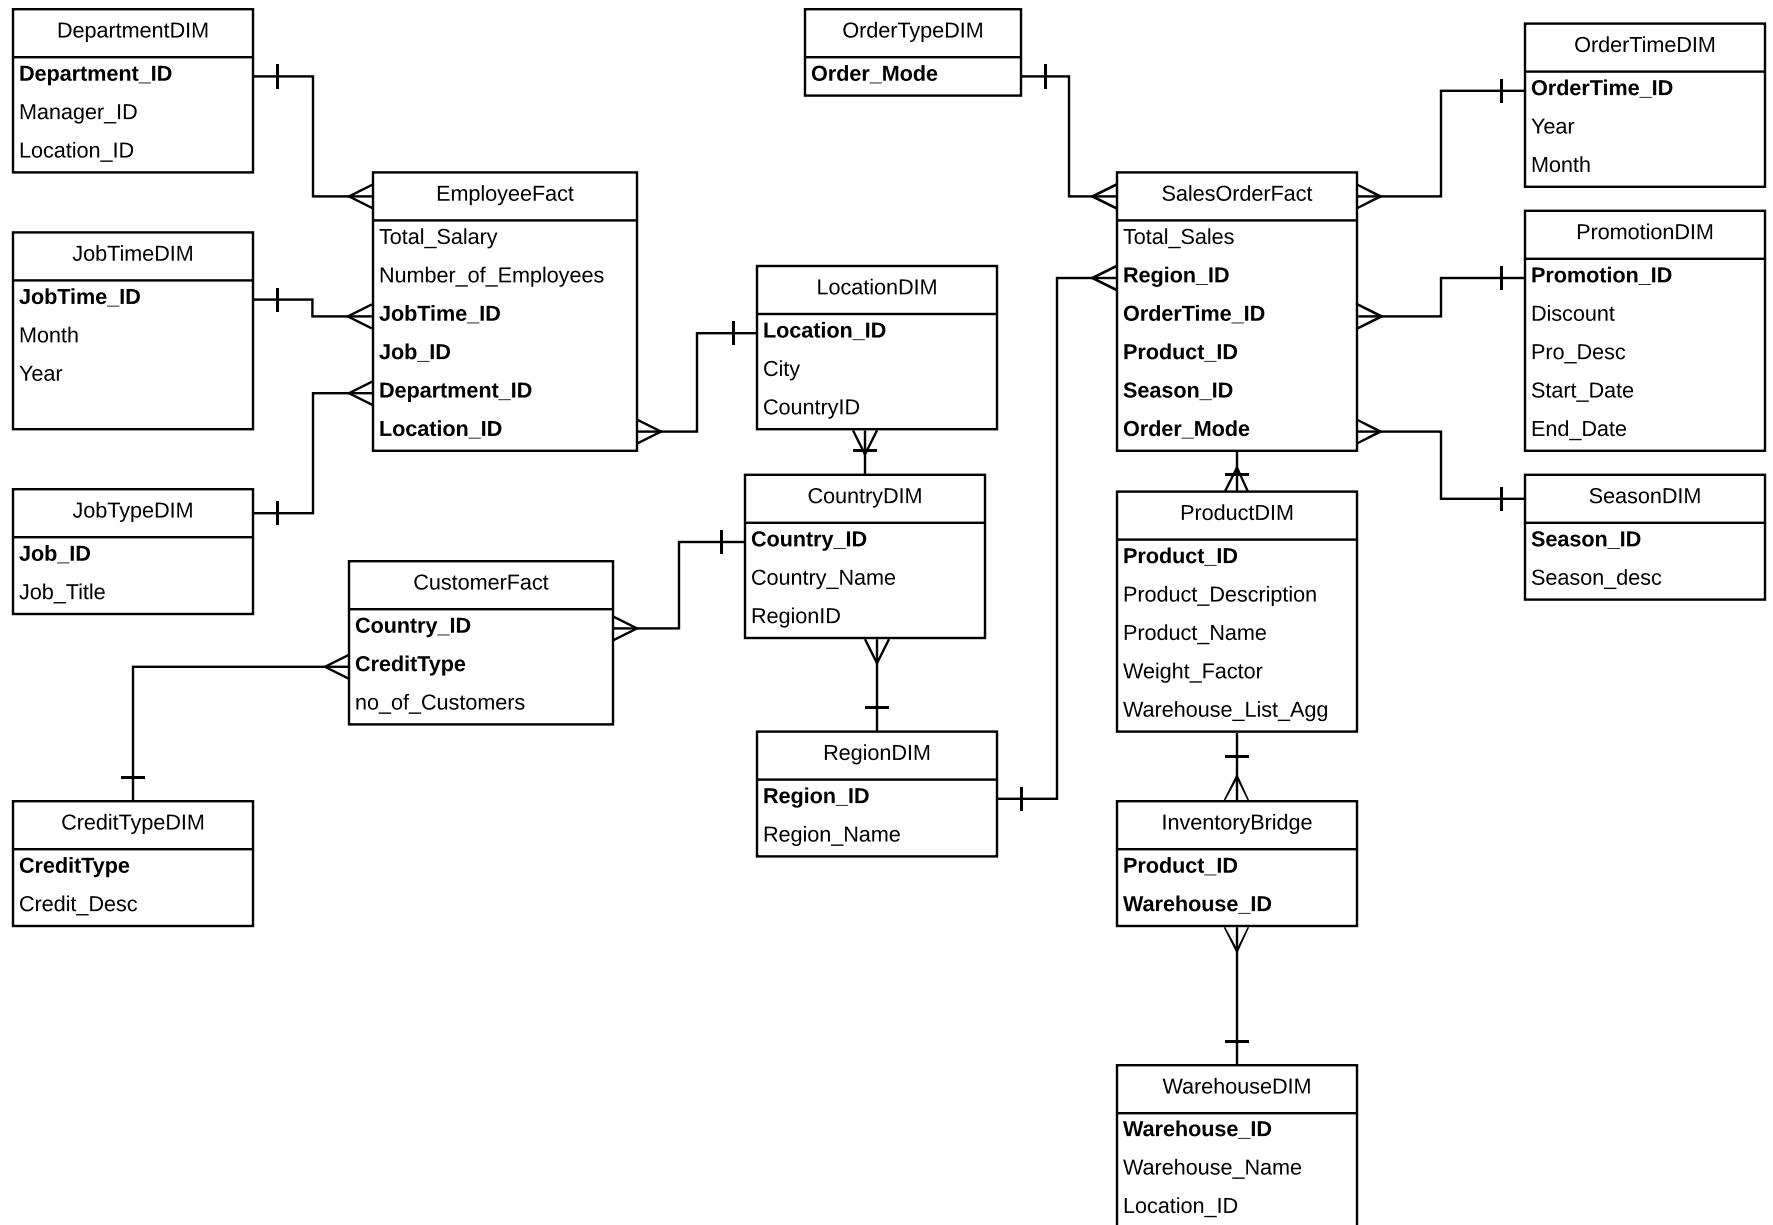 DepartmentDIM
Department_ID
Manager_ID
Location_ID
OrderTypeDIM
Order_Mode
OrderTimeDIM
OrderTime_ID
Year
Month
EmployeeFact
Total_Salary
Number_of_Employees
JobTime_ID
Job_ID
Department_ID
Location_ID
SalesOrderFact
Total_Sales
Region_ID
OrderTime_ID
Product_ID
Season_ID
Order_Mode
PromotionDIM
Promotion_ID
Discount
Pro_Desc
Start_Date
End_Date
JobTimeDIM
JobTime_ID
Month
Year
LocationDIM
Location_ID
City
CountryID
JobTypeDIM
Job_ID
Job_Title
CountryDIM
Country_ID
Country_Name
RegionID
ProductDIM
Product_ID
Product_Description
Product_Name
Weight_Factor
Warehouse_List_Agg
SeasonDIM
Season_ID
Season_desc
CustomerFact
Country_ID
CreditType
no_of_Customers
RegionDIM
Region_ID
Region_Name
CreditTypeDIM
CreditType
Credit_Desc
InventoryBridge
Product_ID
Warehouse_ID
WarehouseDIM
Warehouse_ID
Warehouse_Name
Location_ID